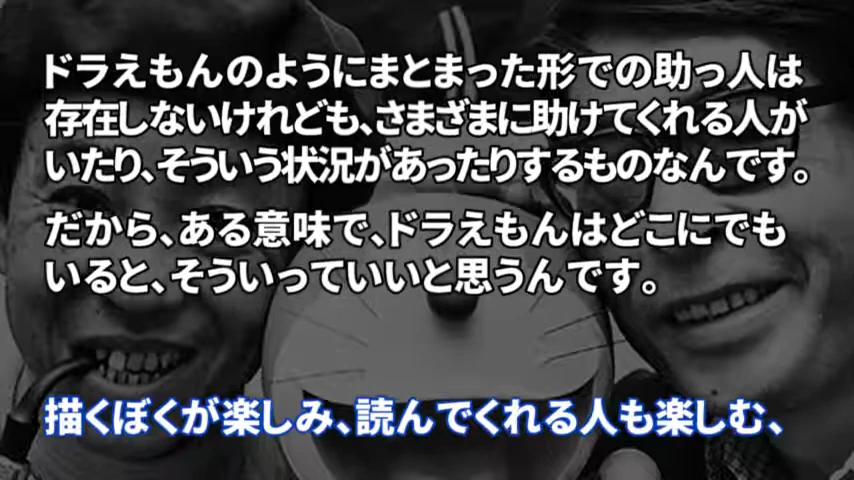 ドラえもんのようにまとまった形での助っ人は
存在しないけれども、さまざまに助けてくれる人が
いたり、そういう状況があったりするものなんです。
だから、ある意味で、ドラえもんはどこにでも
いると、そういっていいと思うんです。
描くぼくが楽しみ、読んでくれる人も楽しむ、